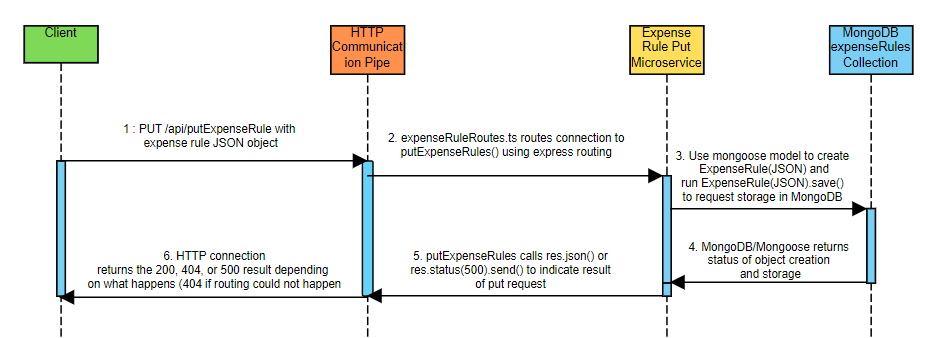 Client
HTTP
Communicat
ion Pipe
Expense
Rule Put
Microservice
MongoDB
expenseRules
Collection
1 : PUT /api/putExpenseRule with
expense rule JSON object
2. expenseRuleRoutes.ts routes connection to
putExpenseRules() using express routing
3. Use mongoose model to create
ExpenseRule(JSON) and
run ExpenseRule(JSON).save()
to request storage in MongoDB
4. MongoDB/Mongoose returns
status of object creation
and storage
5. putExpenseRules calls res.json() or
res.status(500).send() to indicate result
of put request
6. HTTP connection
returns the 200, 404, or 500 result depending
on what happens (404 if routing could not happen